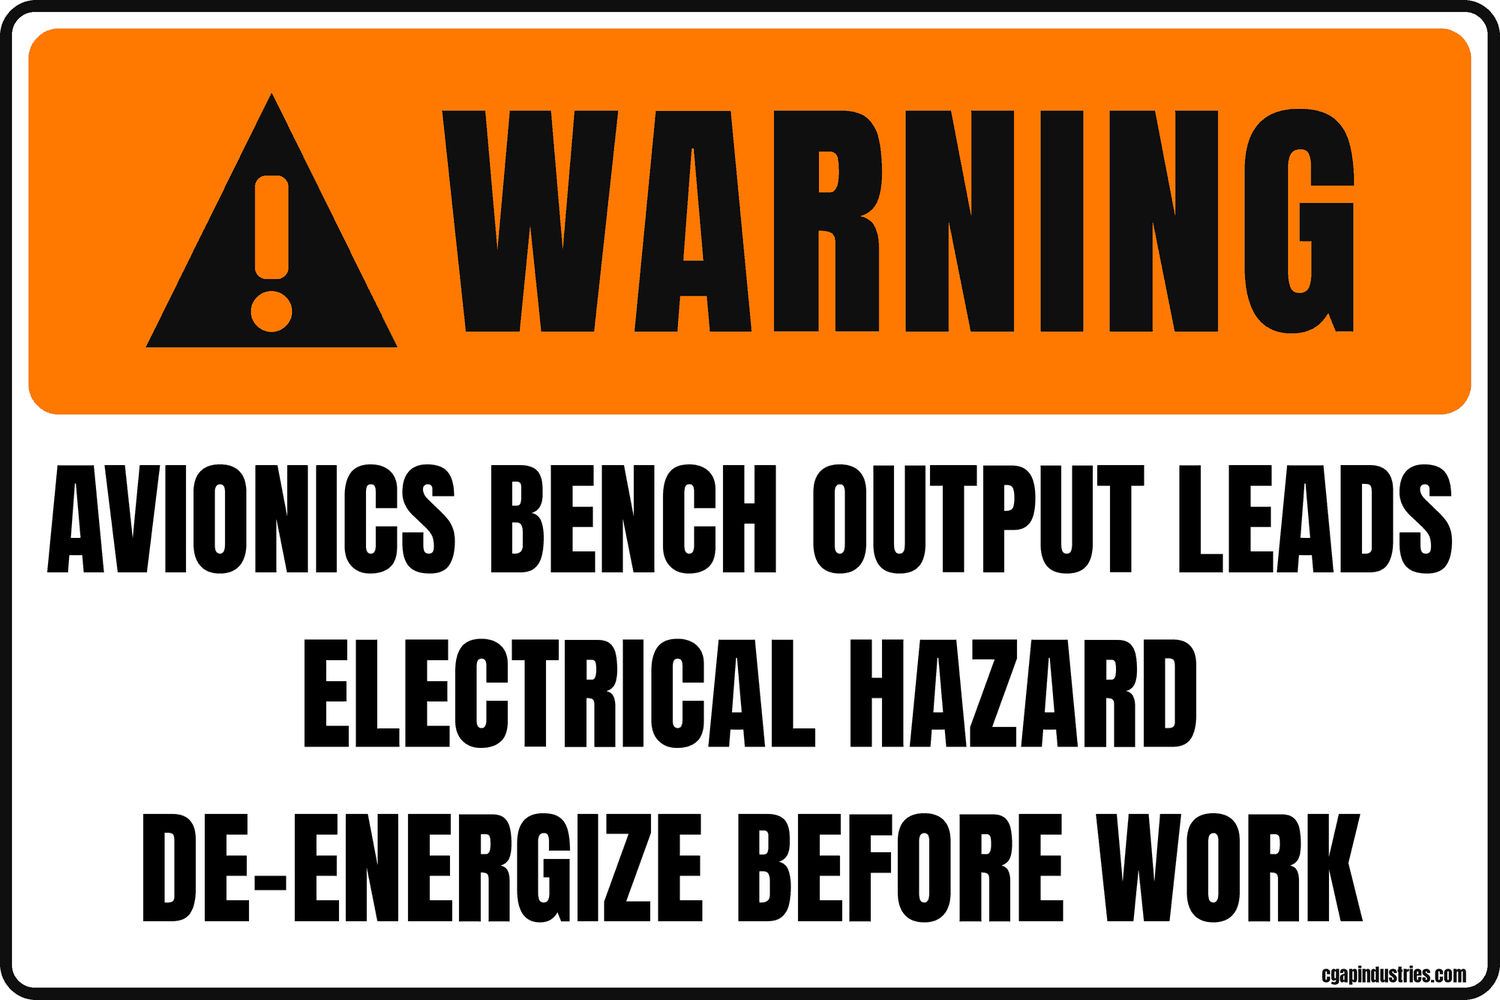 WARNING
AVIONICS BENCH OUTPUT LEADS
ELECTRICAL HAZARD
DE-ENERGIZE BEFORE WORK
cgapindustries.com